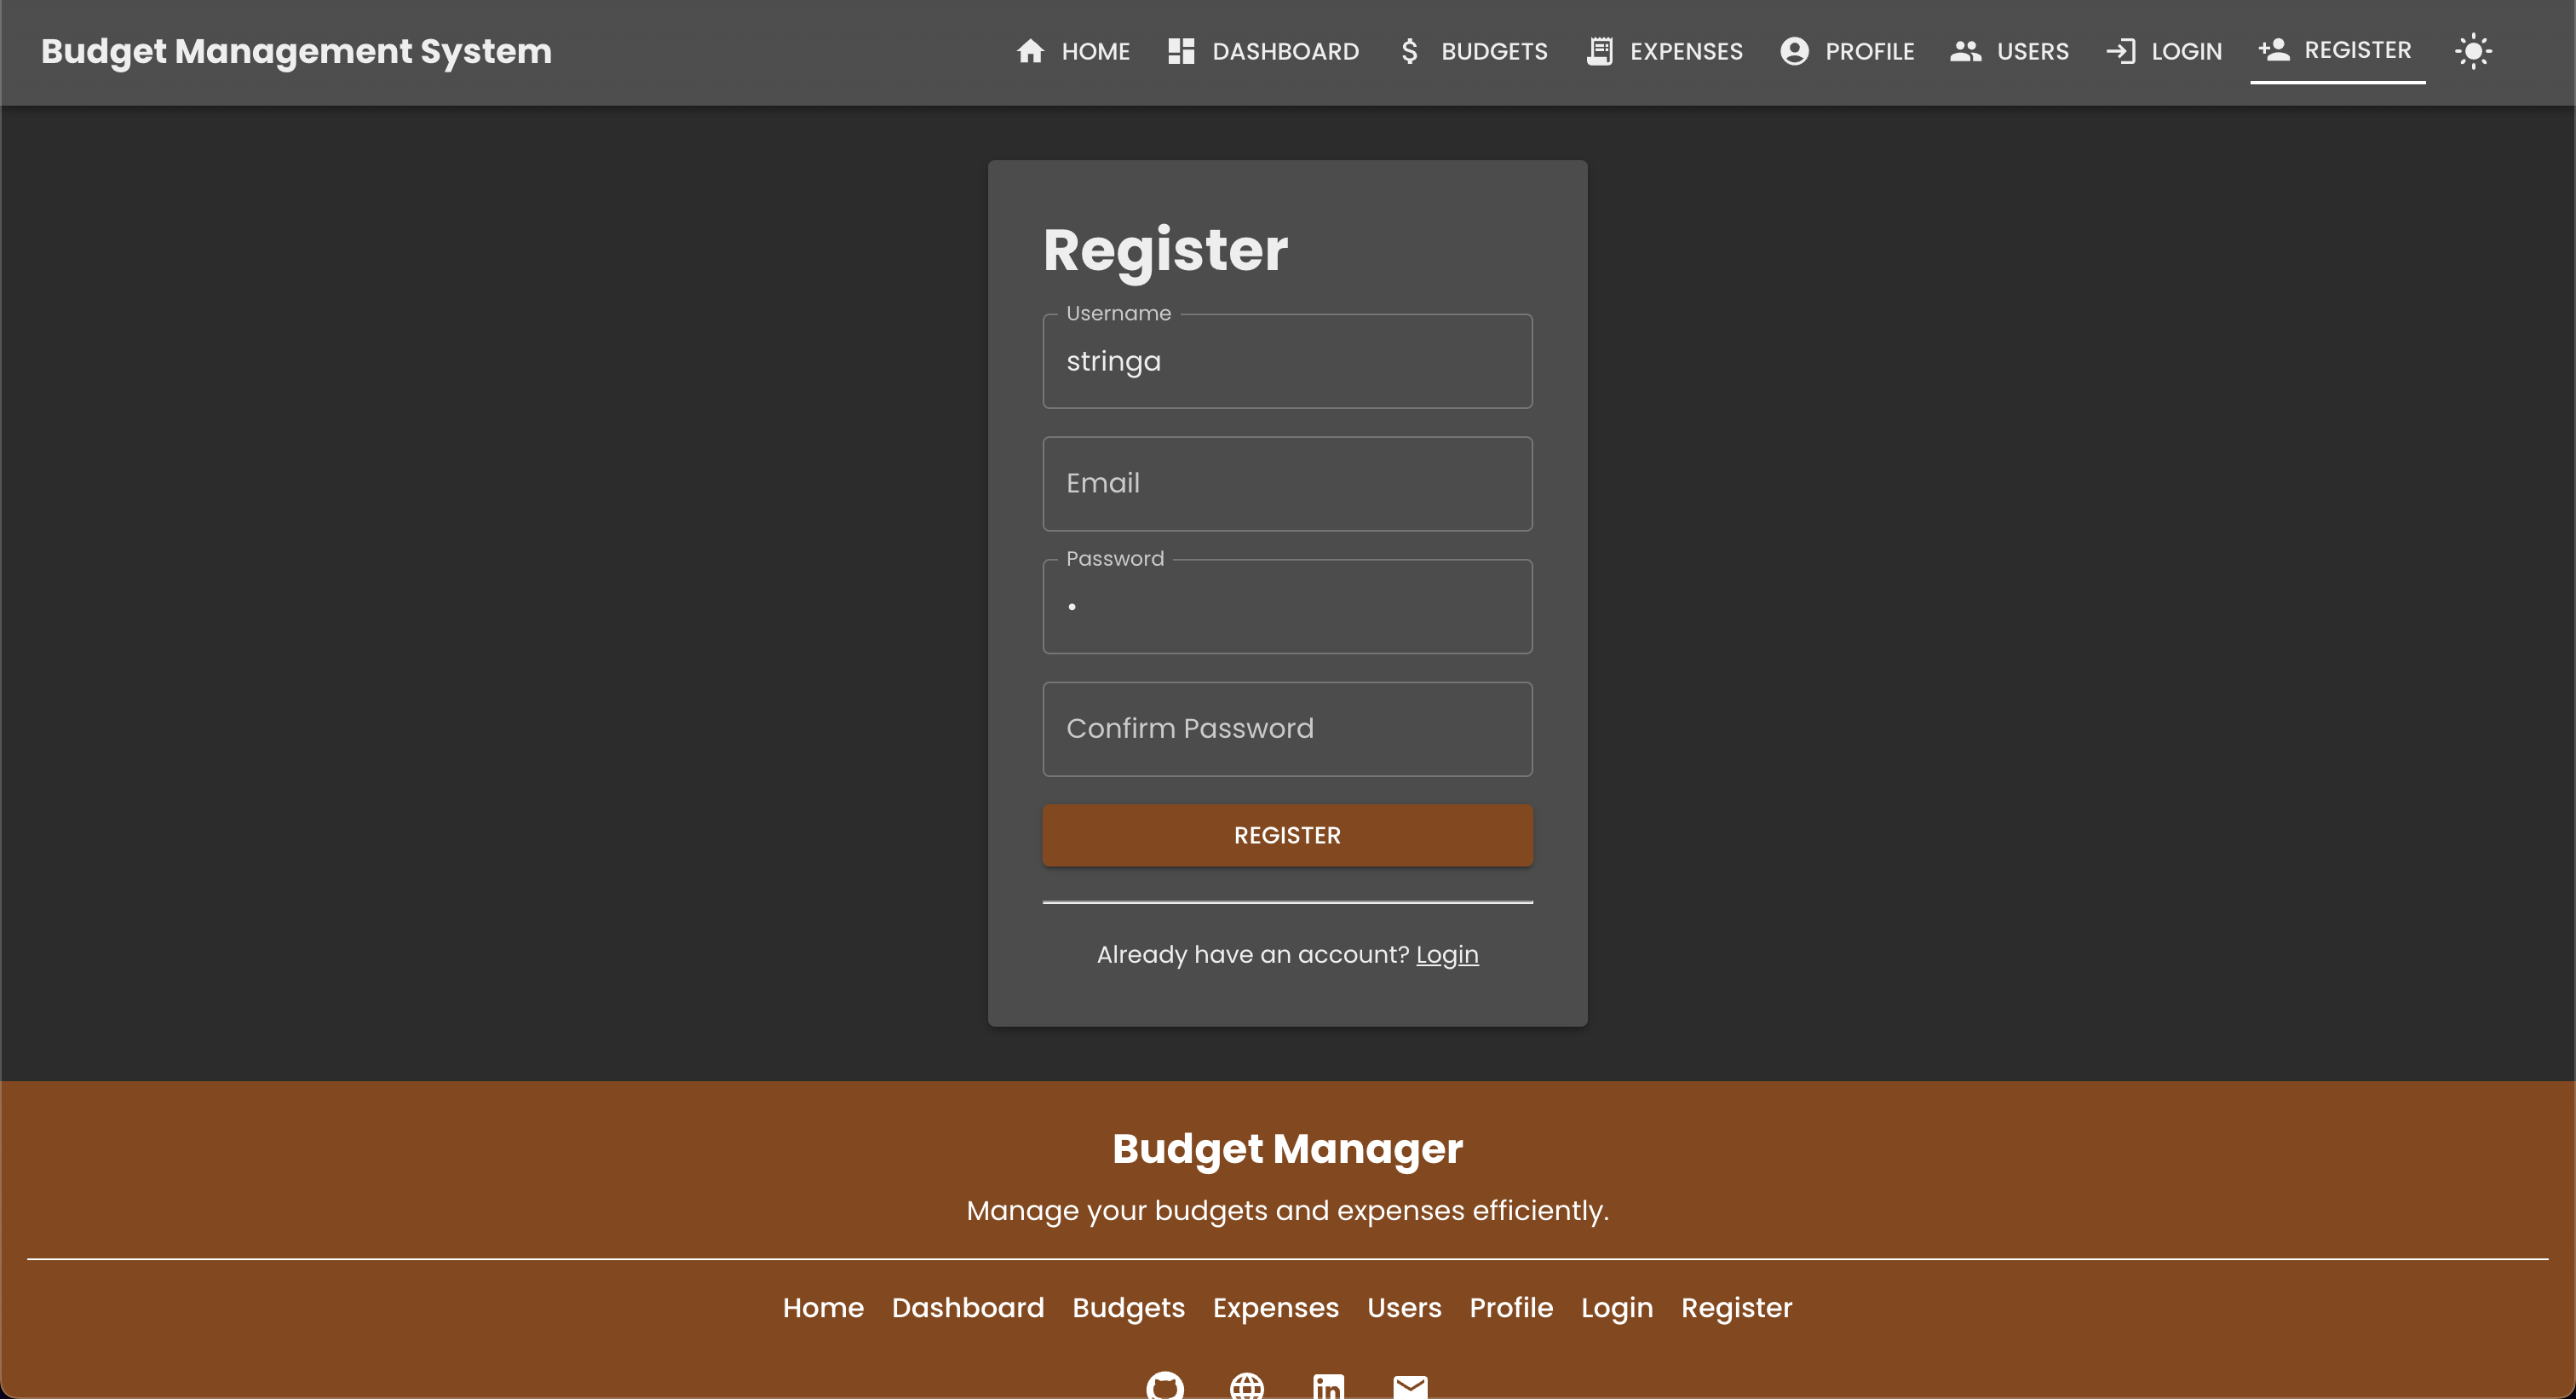 Budget Management System
HOME DASHBOARD BUDGETS EXPENSES PROFILE USERS LOGIN REGISTER
Register
Username
stringa
Email
Password
•
Confirm Password
REGISTER
Already have an account? Login
Budget Manager
Manage your budgets and expenses efficiently.
Home Dashboard Budgets Expenses Users Profile Login Register